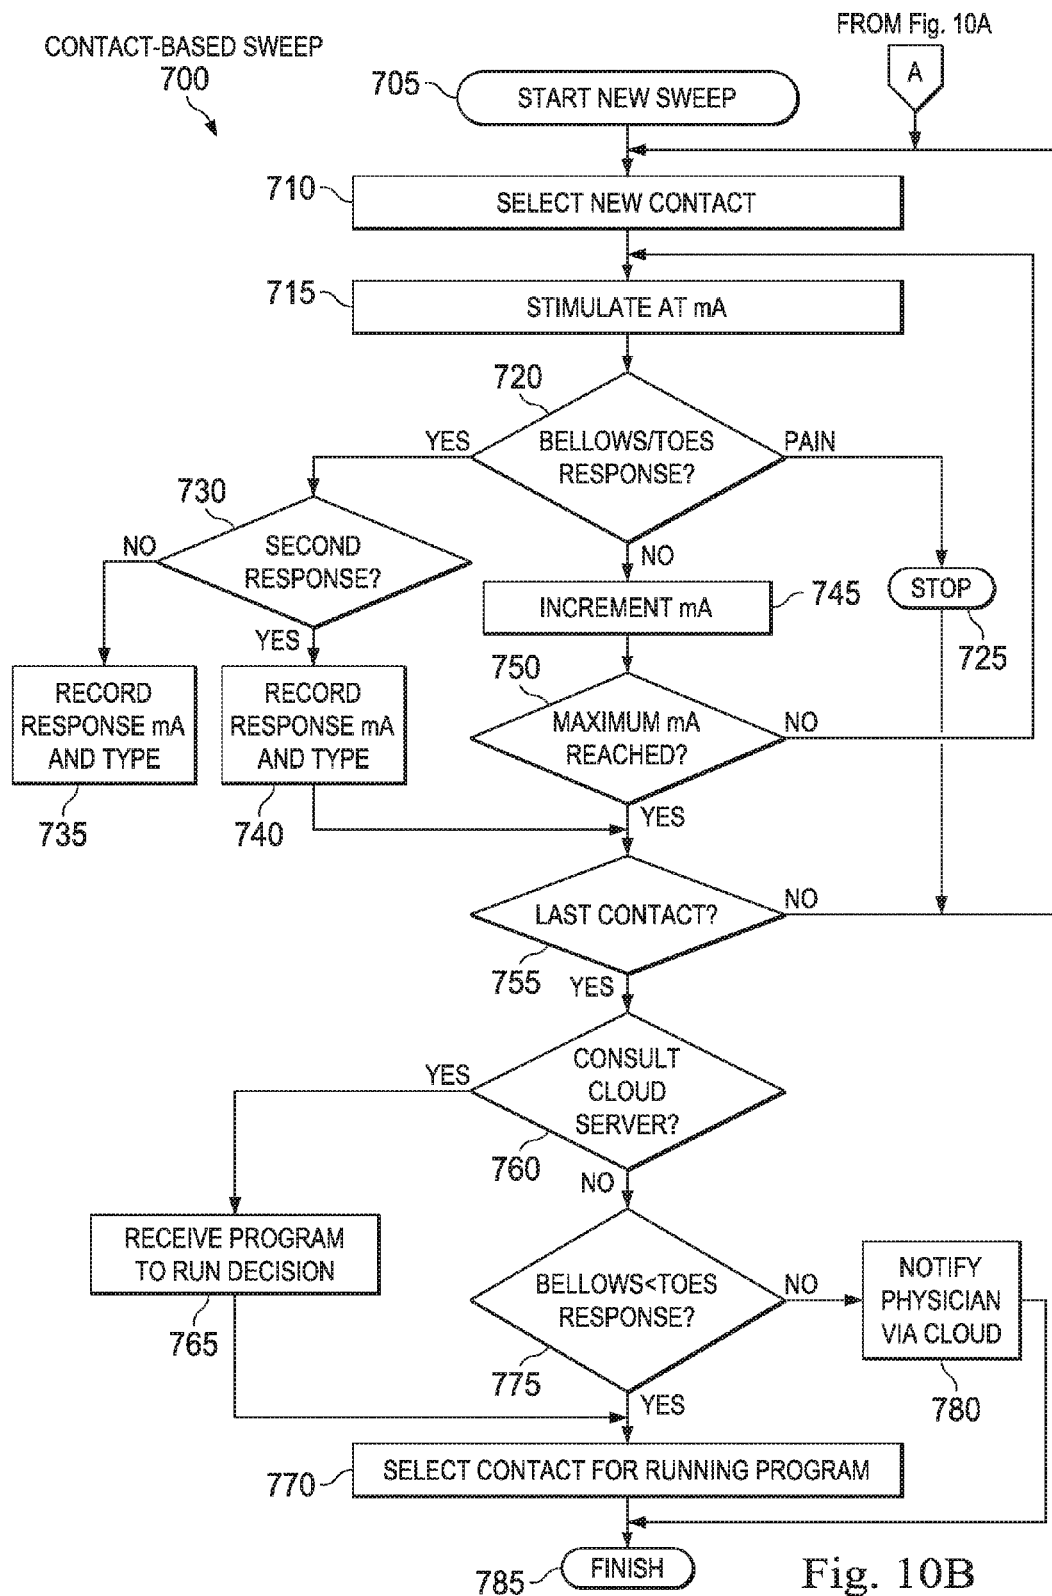 FROM Fig. 10A
CONTACT-BASED SWEEP
700
A
705
START NEW SWEEP
710
SELECT NEW CONTACT
715
STIMULATE AT mA
720
YES
BELLOWS/TOES
RESPONSE?
PAIN
730
NO
SECOND
RESPONSE?
NO
INCREMENT mA
745
STOP
725
YES
RECORD
RESPONSE mA
AND TYPE
735
RECORD
RESPONSE mA
AND TYPE
740
750
MAXIMUM mA
REACHED?
NO
YES
LAST CONTACT?
NO
755
YES
CONSULT
CLOUD
SERVER?
YES
760
NO
RECEIVE PROGRAM
TO RUN DECISION
765
BELLOWS<TOES
RESPONSE?
NO
775
NOTIFY
PHYSICIAN
VIA CLOUD
780
YES
770
SELECT CONTACT FOR RUNNING PROGRAM
785
FINISH
Fig. 10B